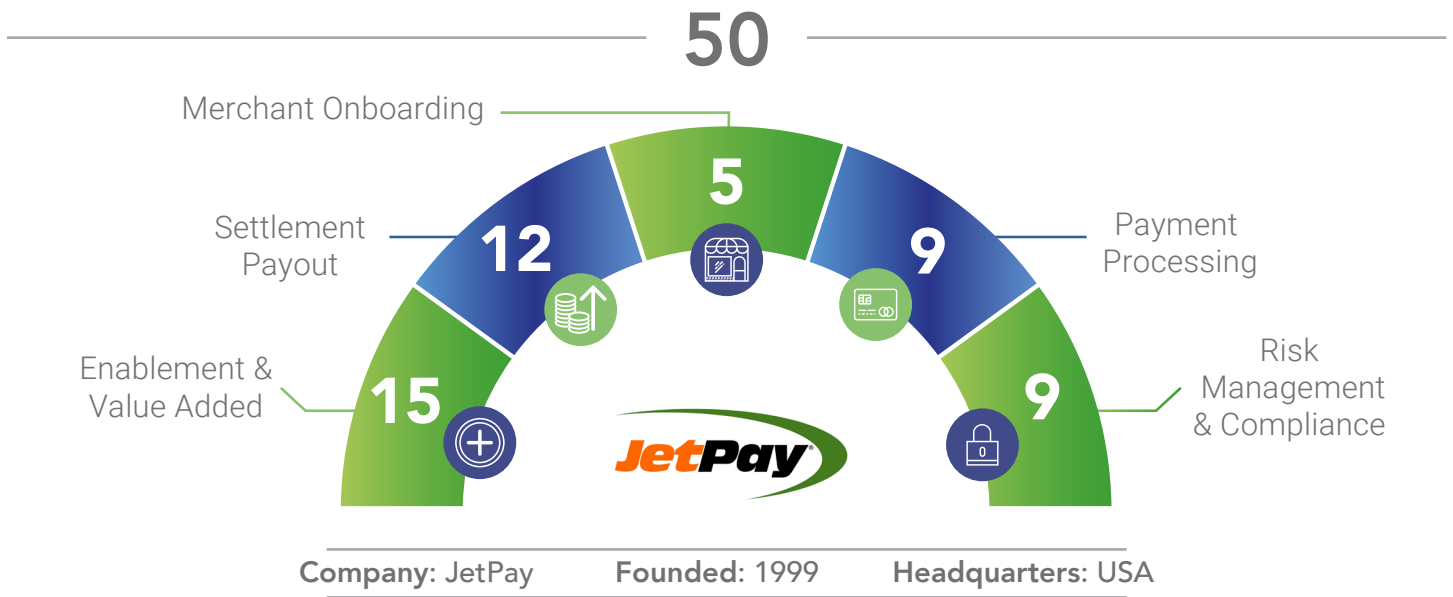 50
Merchant Onboarding
5
Settlement
Payout
12
9
Payment
Processing
Enablement &
Value Added
15
9
Risk
Management
& Compliance
JetPay
Company: JetPay Founded: 1999 Headquarters: USA